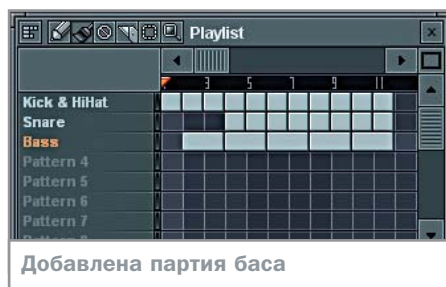 Playlist
3 5 7 9 11
Kick & HiHat
Snare
Bass
Pattern 4
Pattern 5
Pattern 6
Pattern 7
Добавлена партия баса